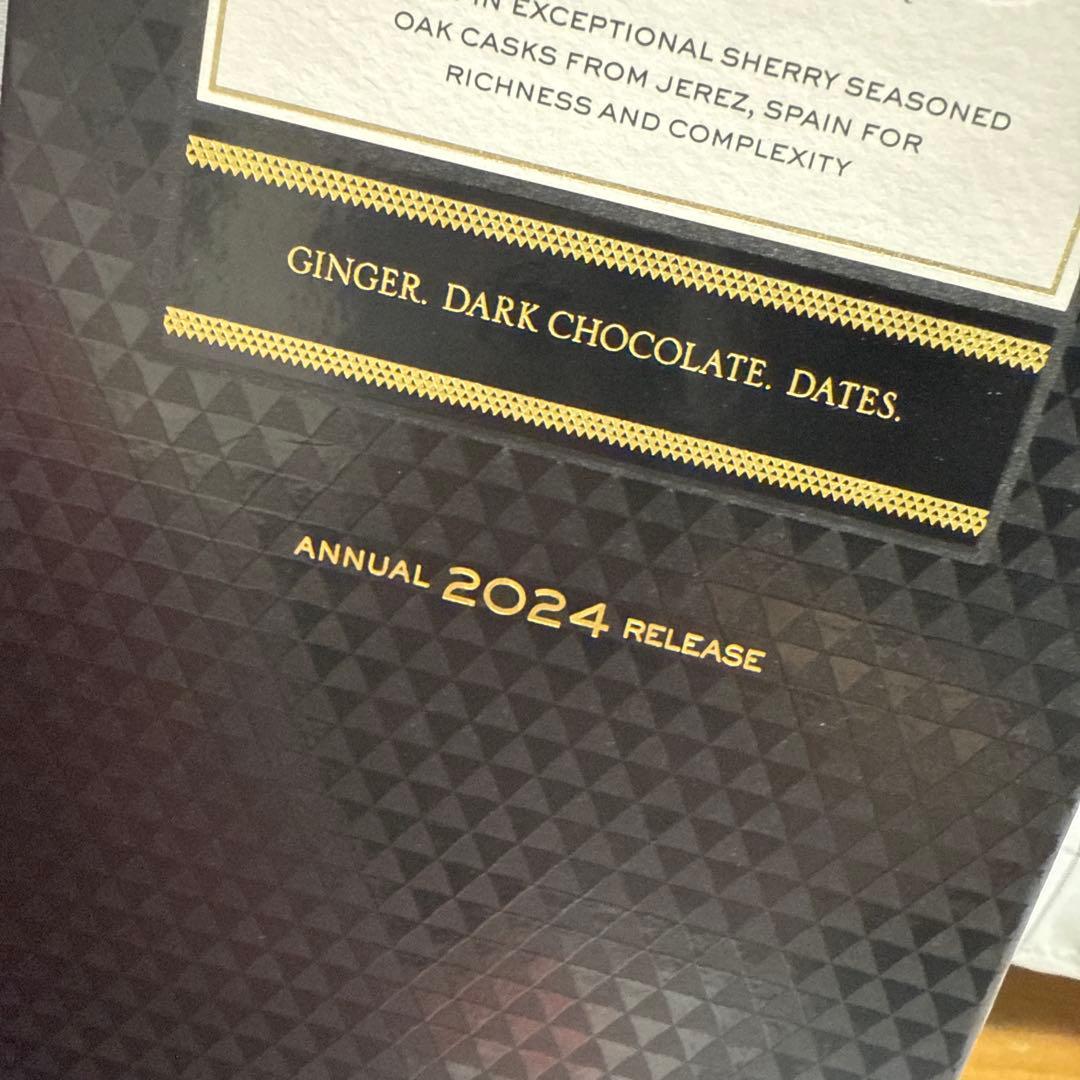 IN EXCEPTIONAL SHERRY SEASONED
OAK CASKS FROM JEREZ, SPAIN FOR
RICHNESS AND COMPLEXITY
GINGER. DARK CHOCOLATE. DATES.
ANNUAL 2024 RELEASE